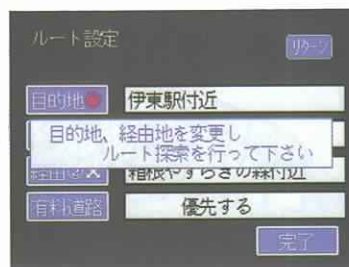 ルート設定
リターン
目的地
伊東駅付近
目的地、経由地を変更し
ルート探索を行って下さい
経由②
箱根やすらぎの森付近
有料道路
優先する
完了